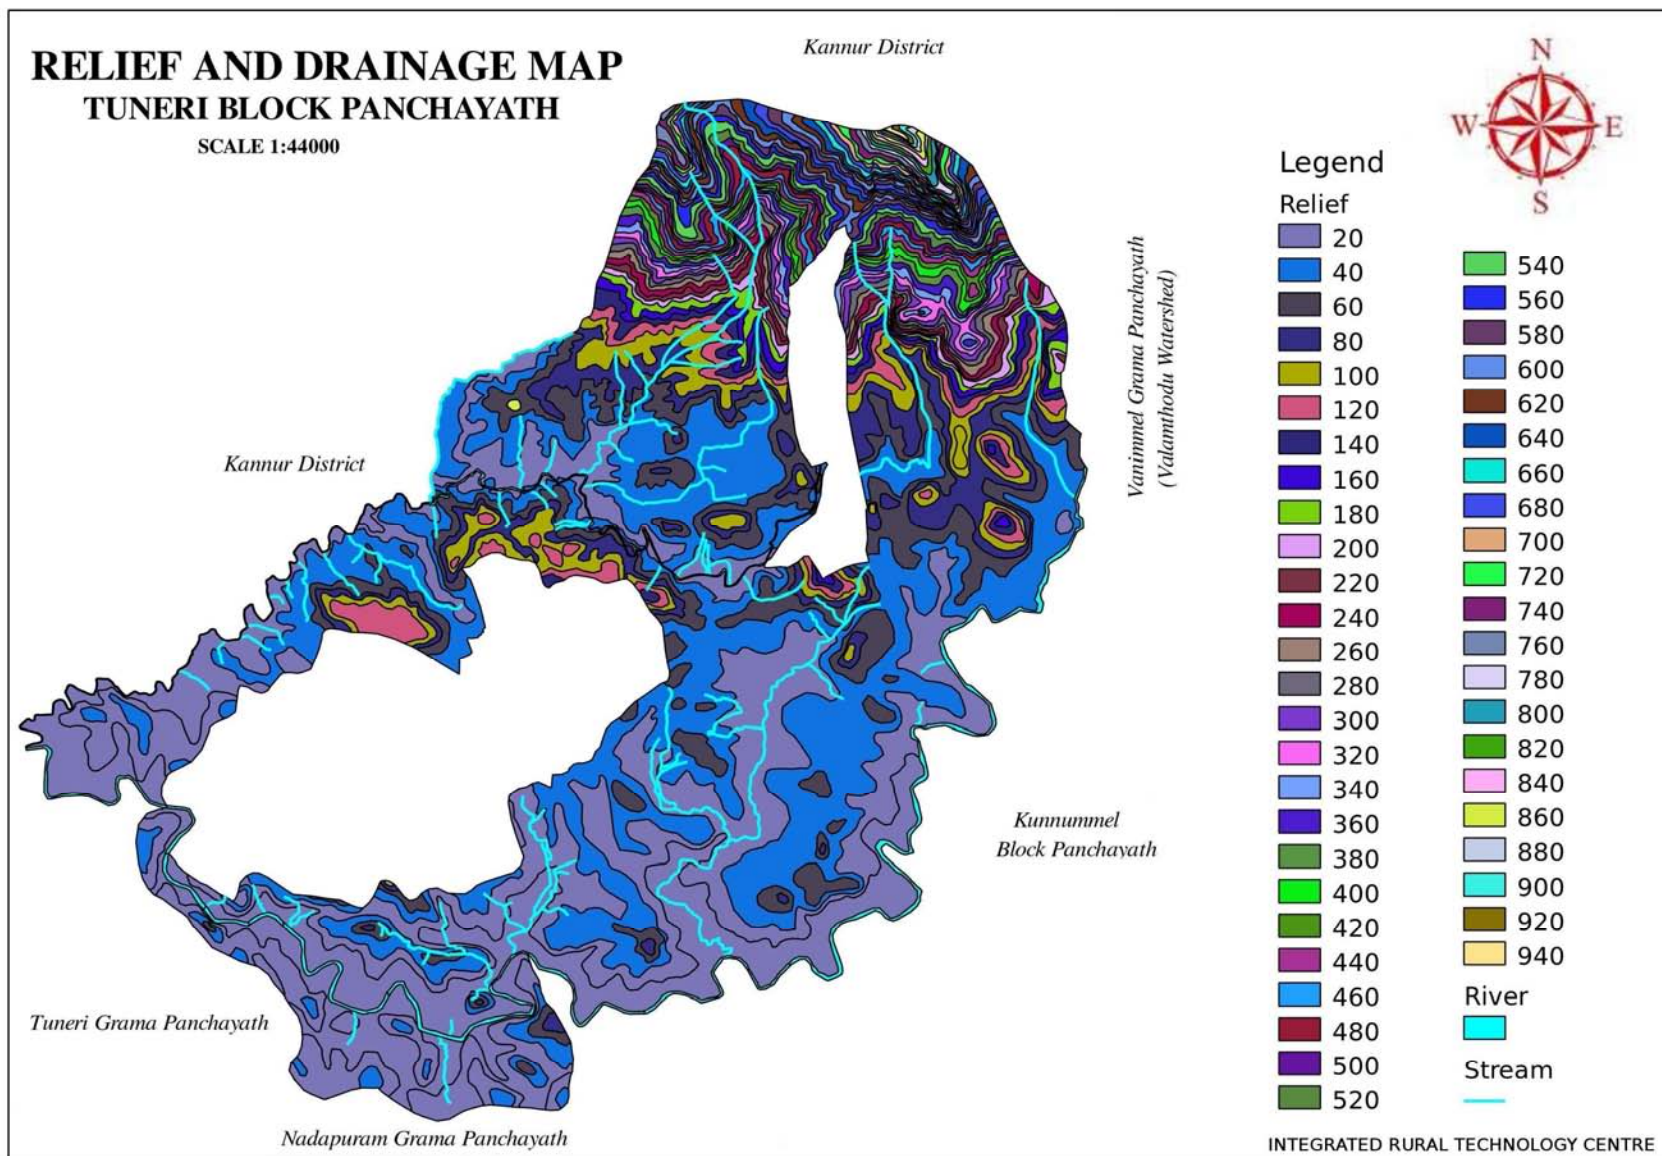 RELIEF AND DRAINAGE MAP
TUNERI BLOCK PANCHAYATH
SCALE 1:44000
Kannur District
N
W
E
S
Vanimmel Grama Panchayath
(Valamthodu Watershed)
Kannur District
Kunnummel
Block Panchayath
Tuneri Grama Panchayath
Nadapuram Grama Panchayath
Legend
Relief
20
40
60
80
100
120
140
160
180
200
220
240
260
280
300
320
340
360
380
400
420
440
460
480
500
520
540
560
580
600
620
640
660
680
700
720
740
760
780
800
820
840
860
880
900
920
940
River
Stream
INTEGRATED RURAL TECHNOLOGY CENTRE